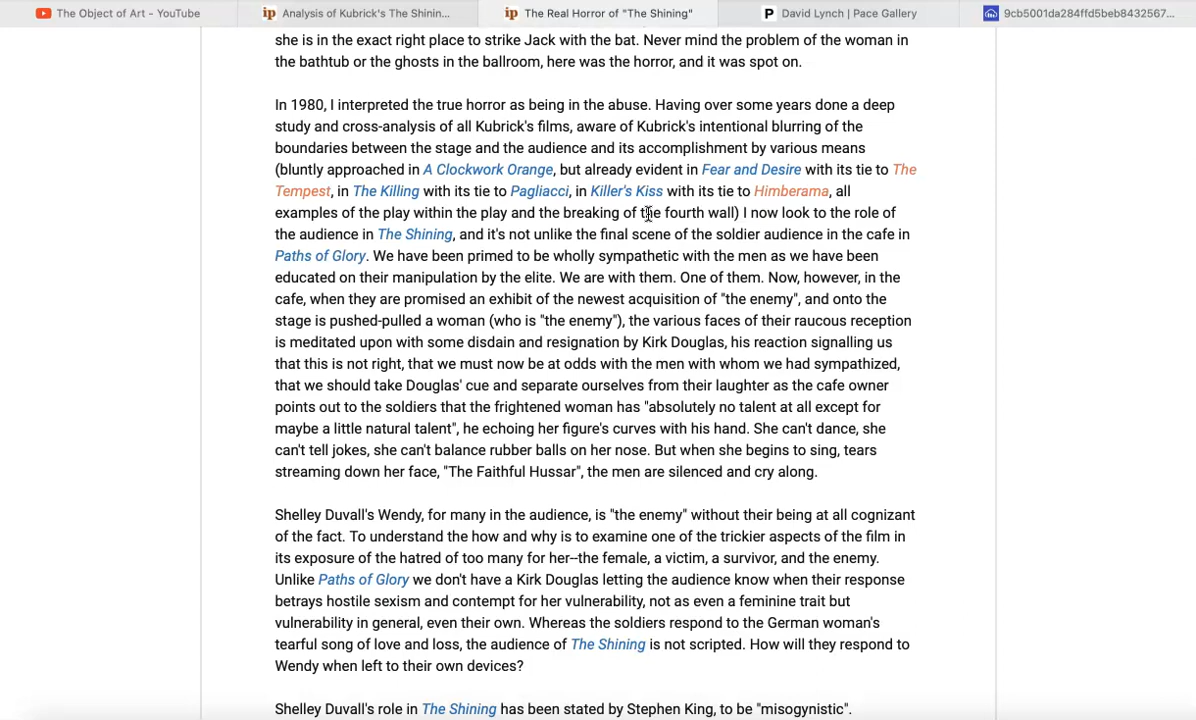 The Object of Art - YouTube
Analysis of Kubrick's The Shinin...
The Real Horror of "The Shining"
David Lynch | Pace Gallery
9cb5001da284ffd5beb8432567...
she is in the exact right place to strike Jack with the bat. Never mind the problem of the woman in
the bathtub or the ghosts in the ballroom, here was the horror, and it was spot on.
In 1980, I interpreted the true horror as being in the abuse. Having over some years done a deep
study and cross-analysis of all Kubrick's films, aware of Kubrick's intentional blurring of the
boundaries between the stage and the audience and its accomplishment by various means
(bluntly approached in A Clockwork Orange, but already evident in Fear and Desire with its tie to The
Tempest, in The Killing with its tie to Pagliacci, in Killer's Kiss with its tie to Himberama, all
examples of the play within the play and the breaking of the fourth wall) I now look to the role of
the audience in The Shining, and it's not unlike the final scene of the soldier audience in the cafe in
Paths of Glory. We have been primed to be wholly sympathetic with the men as we have been
educated on their manipulation by the elite. We are with them. One of them. Now, however, in the
cafe, when they are promised an exhibit of the newest acquisition of "the enemy", and onto the
stage is pushed-pulled a woman (who is "the enemy"), the various faces of their raucous reception
is meditated upon with some disdain and resignation by Kirk Douglas, his reaction signalling us
that this is not right, that we must now be at odds with the men with whom we had sympathized,
that we should take Douglas' cue and separate ourselves from their laughter as the cafe owner
points out to the soldiers that the frightened woman has "absolutely no talent at all except for
maybe a little natural talent", he echoing her figure's curves with his hand. She can't dance, she
can't tell jokes, she can't balance rubber balls on her nose. But when she begins to sing, tears
streaming down her face, "The Faithful Hussar", the men are silenced and cry along.
Shelley Duvall's Wendy, for many in the audience, is "the enemy" without their being at all cognizant
of the fact. To understand the how and why is to examine one of the trickier aspects of the film in
its exposure of the hatred of too many for her--the female, a victim, a survivor, and the enemy.
Unlike Paths of Glory we don't have a Kirk Douglas letting the audience know when their response
betrays hostile sexism and contempt for her vulnerability, not as even a feminine trait but
vulnerability in general, even their own. Whereas the soldiers respond to the German woman's
tearful song of love and loss, the audience of The Shining is not scripted. How will they respond to
Wendy when left to their own devices?
Shelley Duvall's role in The Shining has been stated by Stephen King, to be "misogynistic".